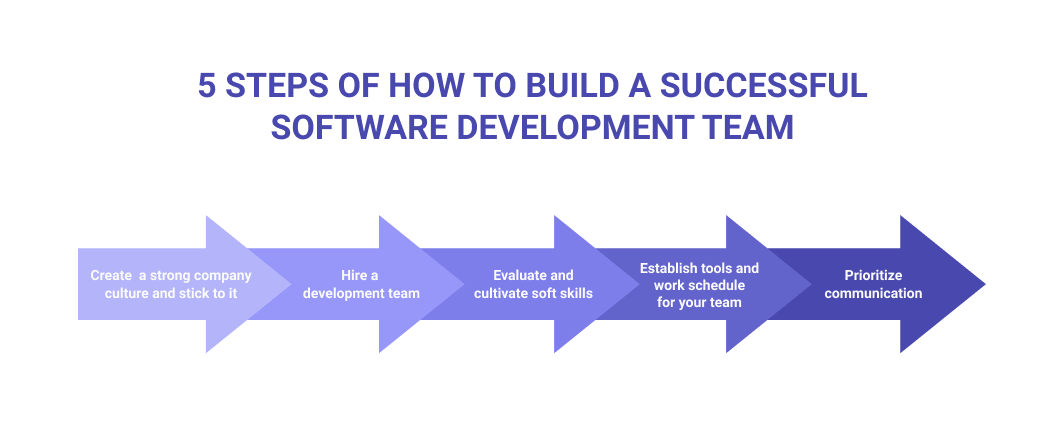 5 STEPS OF HOW TO BUILD A SUCCESSFUL
SOFTWARE DEVELOPMENT TEAM
Create  a strong company
culture and stick to it
Hire a
development team
Evaluate and
cultivate soft skills
Establish tools and
work schedule
for your team
Prioritize
communication